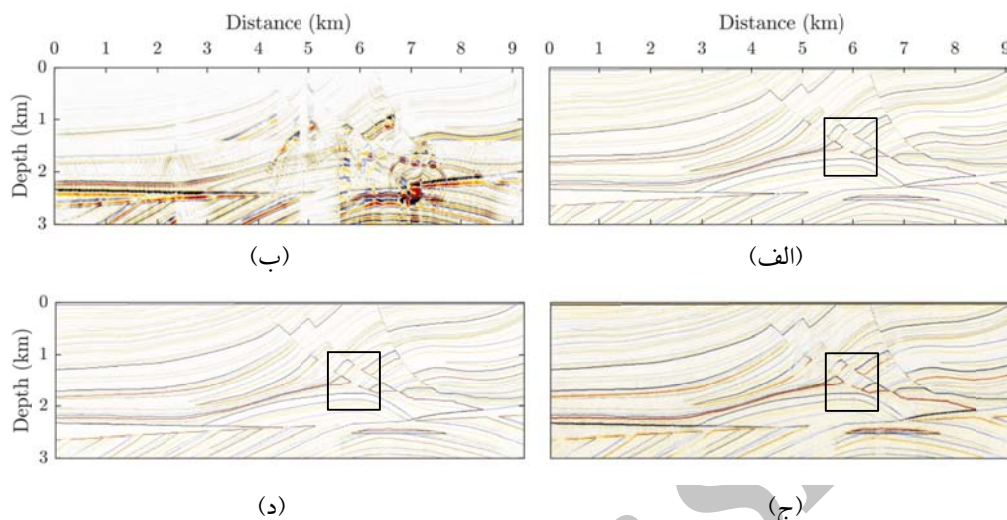 Distance (km)
0 1 2 3 4 5 6 7 8 9
Depth (km)
0
1
2
3
(ب)
Distance (km)
0 1 2 3 4 5 6 7 8 9
(الف)
Depth (km)
0
1
2
3
(د)
(ج)